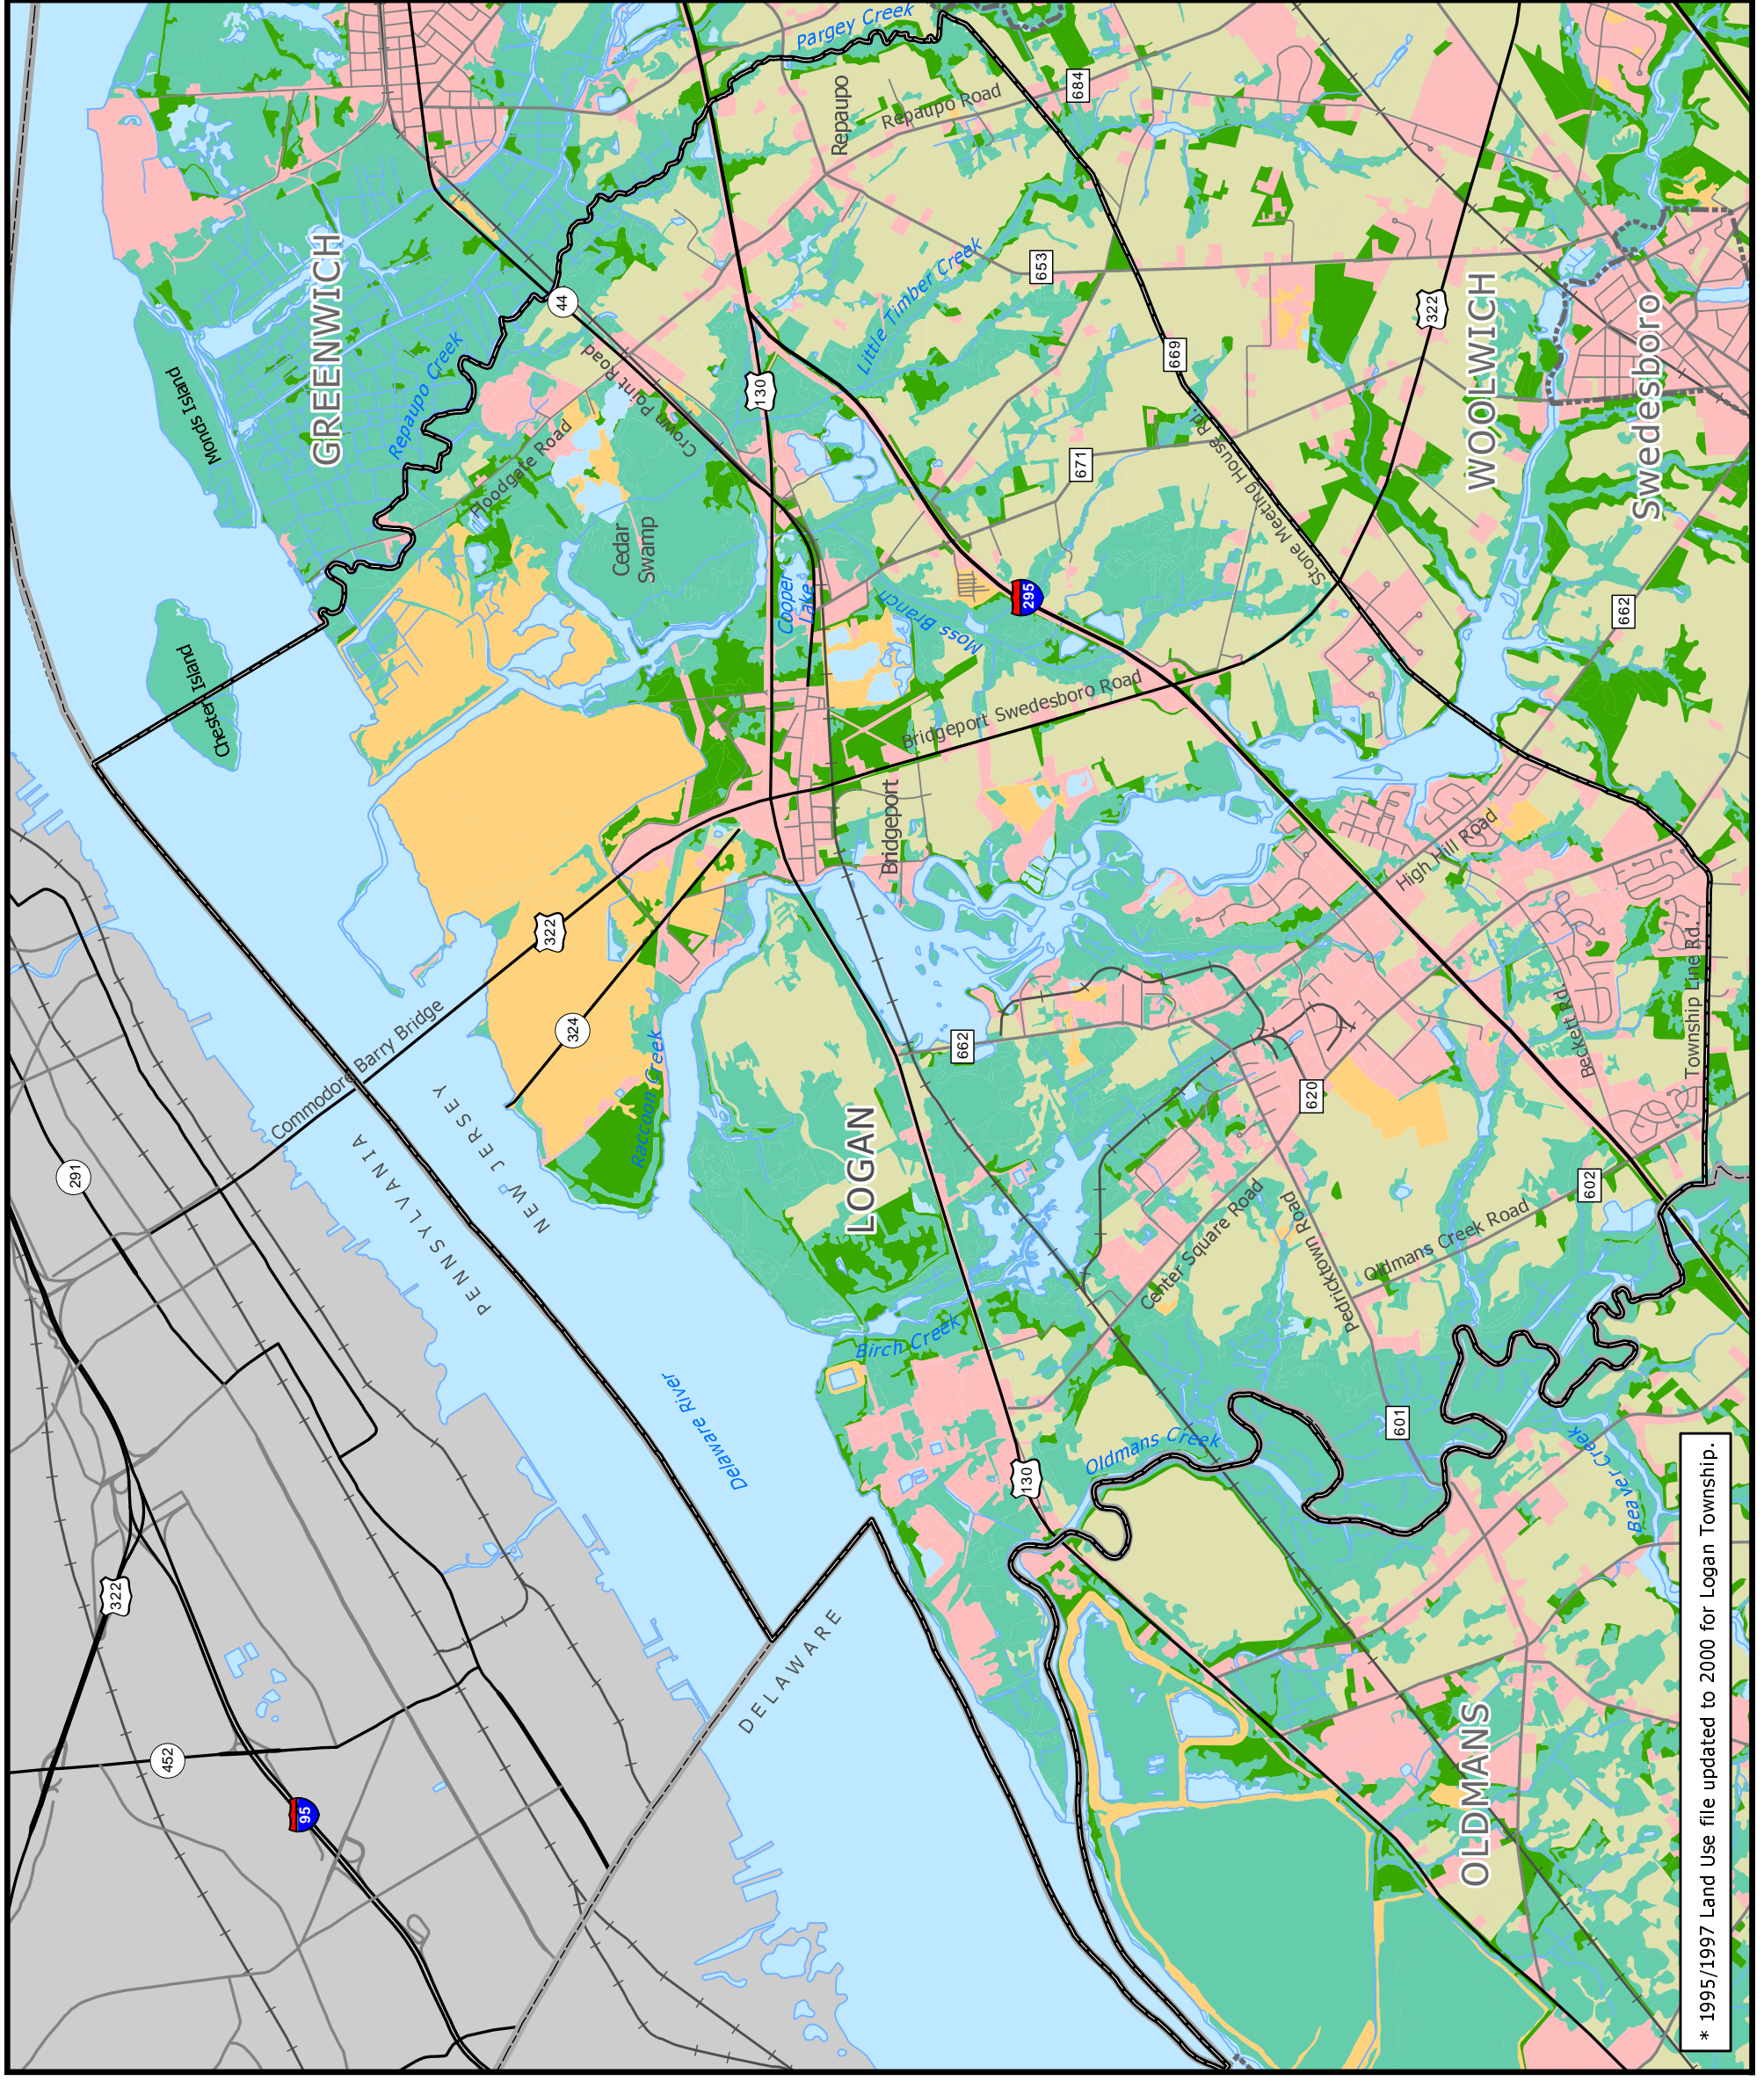 Pargey Creek
GREENWICH
Monds Island
Repaupo Creek
Repaupo
Repaupo Road
684
44
Crown Point Road
Floodgate Road
Cedar
Swamp
130
Little Timber Creek
653
669
671
Stone Meeting House Rd.
322
WOOLWICH
Swedesboro
662
Chester Island
Cooper
Lake
Moss Branch
295
Bridgeport Swedesboro Road
Bridgeport
High Hill Road
322
324
Commodore Barry Bridge
Raccoon Creek
LOGAN
662
620
Beckett Rd.
Township Line Rd.
291
PENNSYLVANIA
NEW JERSEY
Center Square Road
Pedricktown Road
Oldmans Creek Road
602
Birch Creek
Delaware River
Oldmans Creek
130
601
Beaver Creek
322
452
95
DELAWARE
OLDMANS
* 1995/1997 Land Use file updated to 2000 for Logan Township.